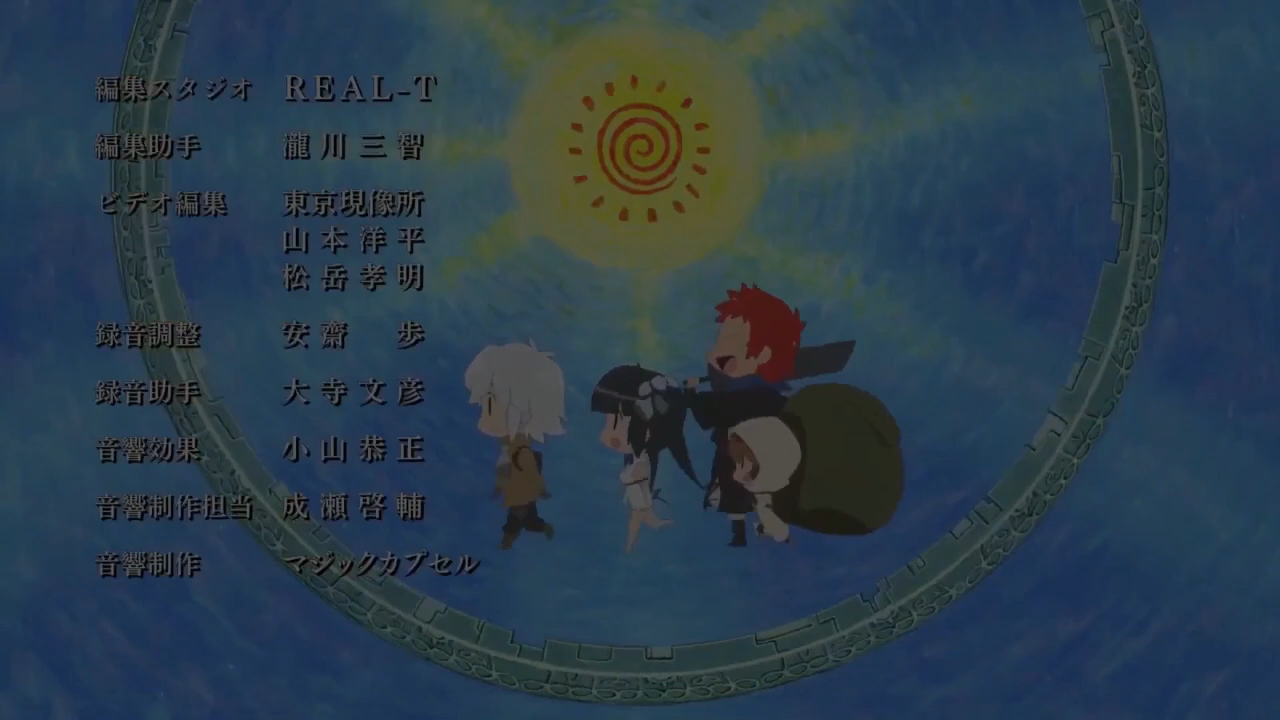 編集スタジオ REAL-T
編集助手 瀧川三智
ビデオ編集 東京現像所
山本洋平
松岳孝明
録音調整 安齋 歩
録音助手 大寺文彦
音響効果 小山恭正
音響制作担当 成瀬啓輔
音響制作 マジックカプセル